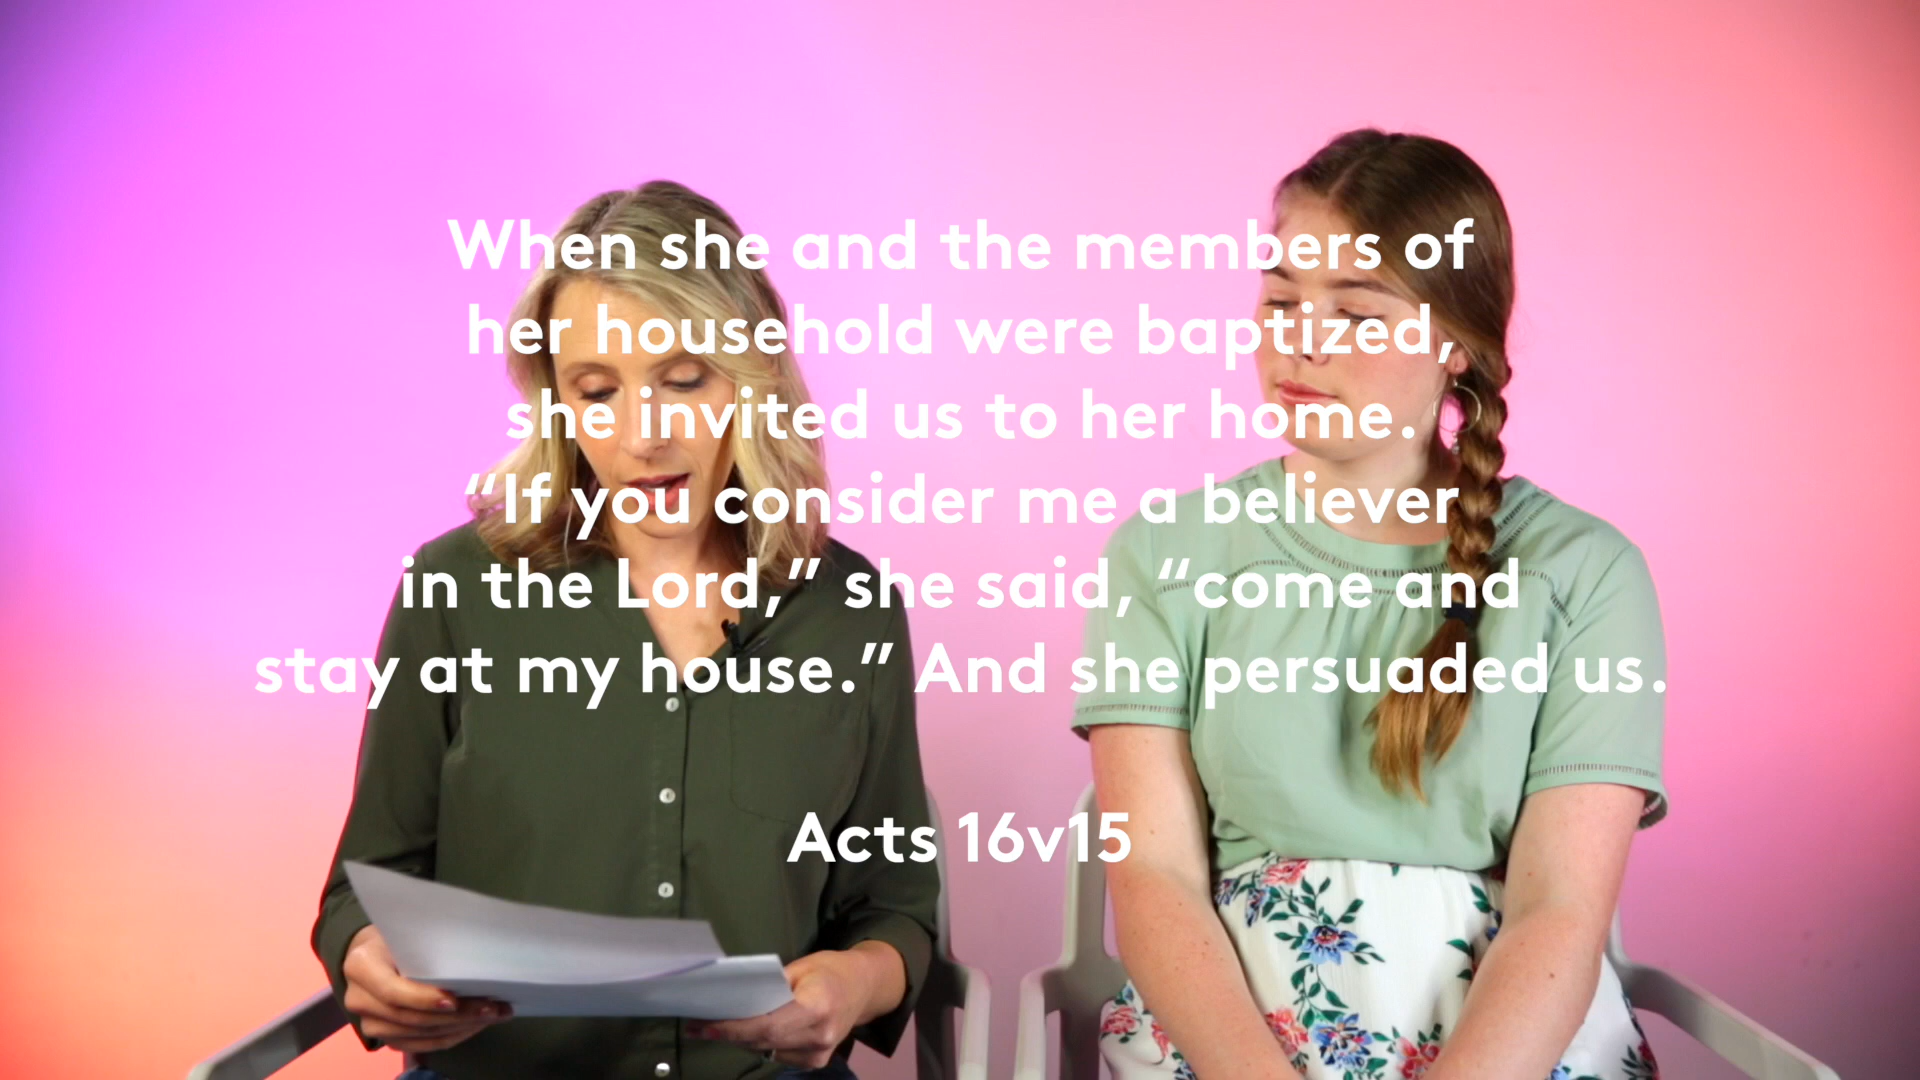 When she and the members of
her household were baptized,
she invited us to her home.
“If you consider me a believer
in the Lord,” she said, “come and
stay at my house.” And she persuaded us.
Acts 16v15